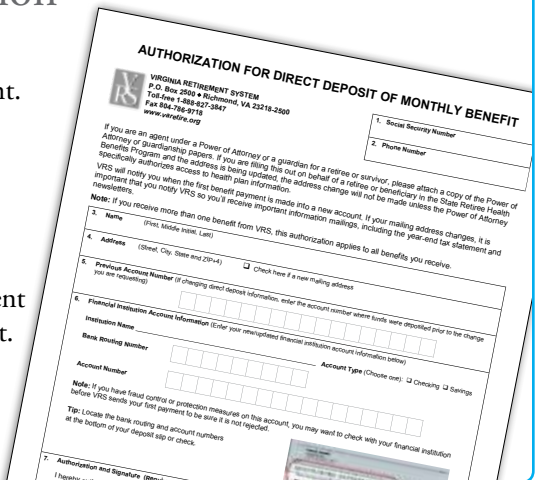 ion
nt.
ent
t.
AUTHORIZATION FOR DIRECT DEPOSIT OF MONTHLY BENEFIT
VRS
VIRGINIA RETIREMENT SYSTEM
P.O. Box 2500 ◆ Richmond, VA 23218-2500
Toll-free 1-888-827-3847
Fax 804-786-9718
www.varetire.org
1. Social Security Number
2. Phone Number
If you are an agent under a Power of Attorney or a guardian for a retiree or survivor, please attach a copy of the Power of
Attorney or guardianship papers. If you are filling this out on behalf of a retiree or beneficiary in the State Retiree Health
Benefits Program and the address is being updated, the address change will not be made unless the Power of Attorney
specifically authorizes access to health plan information.
VRS will notify you when the first benefit payment is made into a new account. If your mailing address changes, it is
important that you notify VRS so you'll receive important information mailings, including the year-end tax statement and
newsletters.
Note: If you receive more than one benefit from VRS, this authorization applies to all benefits you receive.
3. Name
(First, Middle Initial, Last)
4. Address
(Street, City, State and ZIP+4)
❑ Check here if a new mailing address
5. Previous Account Number (If changing direct deposit information, enter the account number where funds were deposited prior to the change
you are requesting)
6. Financial Institution Account Information (Enter your new/updated financial institution account information below)
Institution Name
Account Type (Choose one): ❑ Checking ❑ Savings
Bank Routing Number
Account Number
Note: If you have fraud control or protection measures on this account, you may want to check with your financial institution
before VRS sends your first payment to be sure it is not rejected.
Tip: Locate the bank routing and account numbers
at the bottom of your deposit slip or check.
7. Authorization and Signature
I hereby